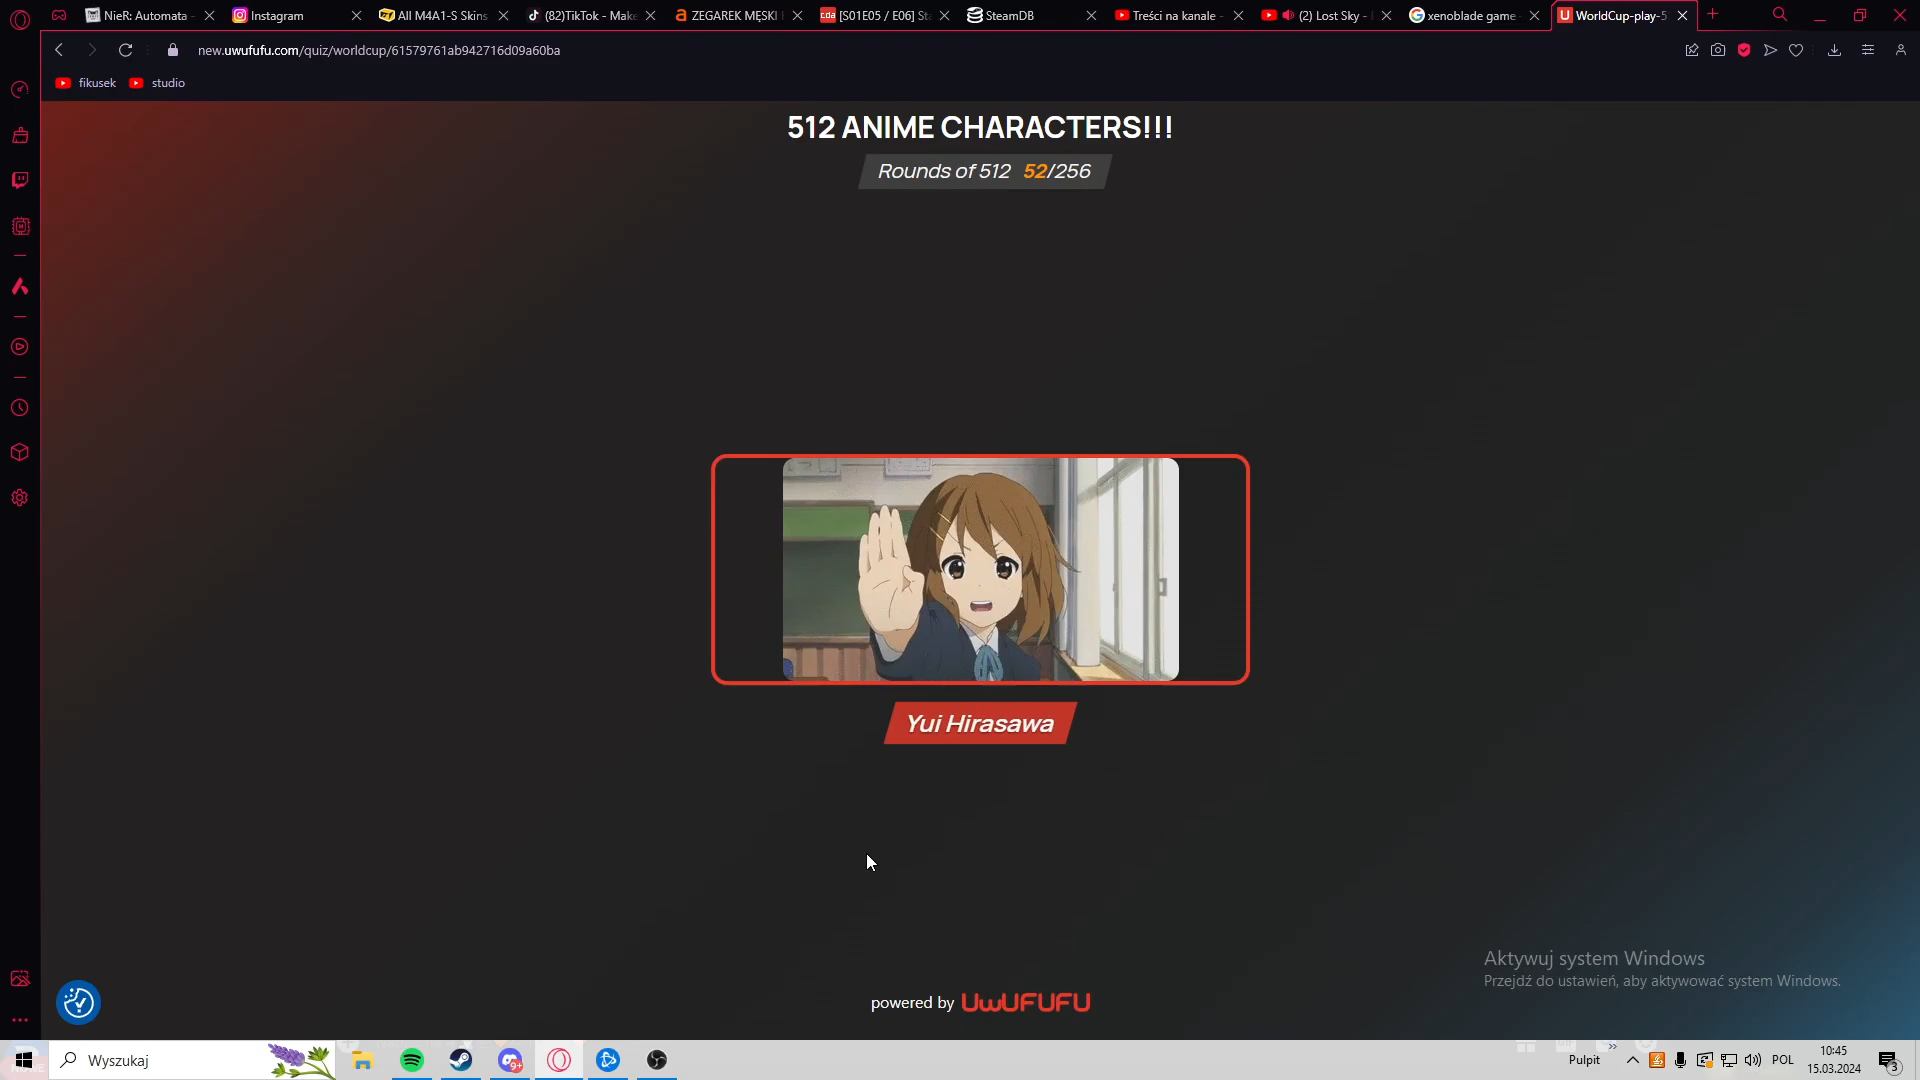 NieR: Automata -
Instagram
All M4A1-S Skins
(82)TikTok - Make
ZEGAREK MĘSKI
[S01E05 / E06] St
SteamDB
Treści na kanale -
(2) Lost Sky -
xenoblade game
WorldCup-play-5
new.uwufufu.com/quiz/worldcup/61579761ab942716d09a60ba
fikusek
studio
512 ANIME CHARACTERS!!!
Rounds of 512 52/256
Yui Hirasawa
Aktywuj system Windows
Przejdź do ustawień, aby aktywować system Windows.
powered by UwUFUFU
Wyszukaj
9+
Pulpit
POL
10:45
15.03.2024
3